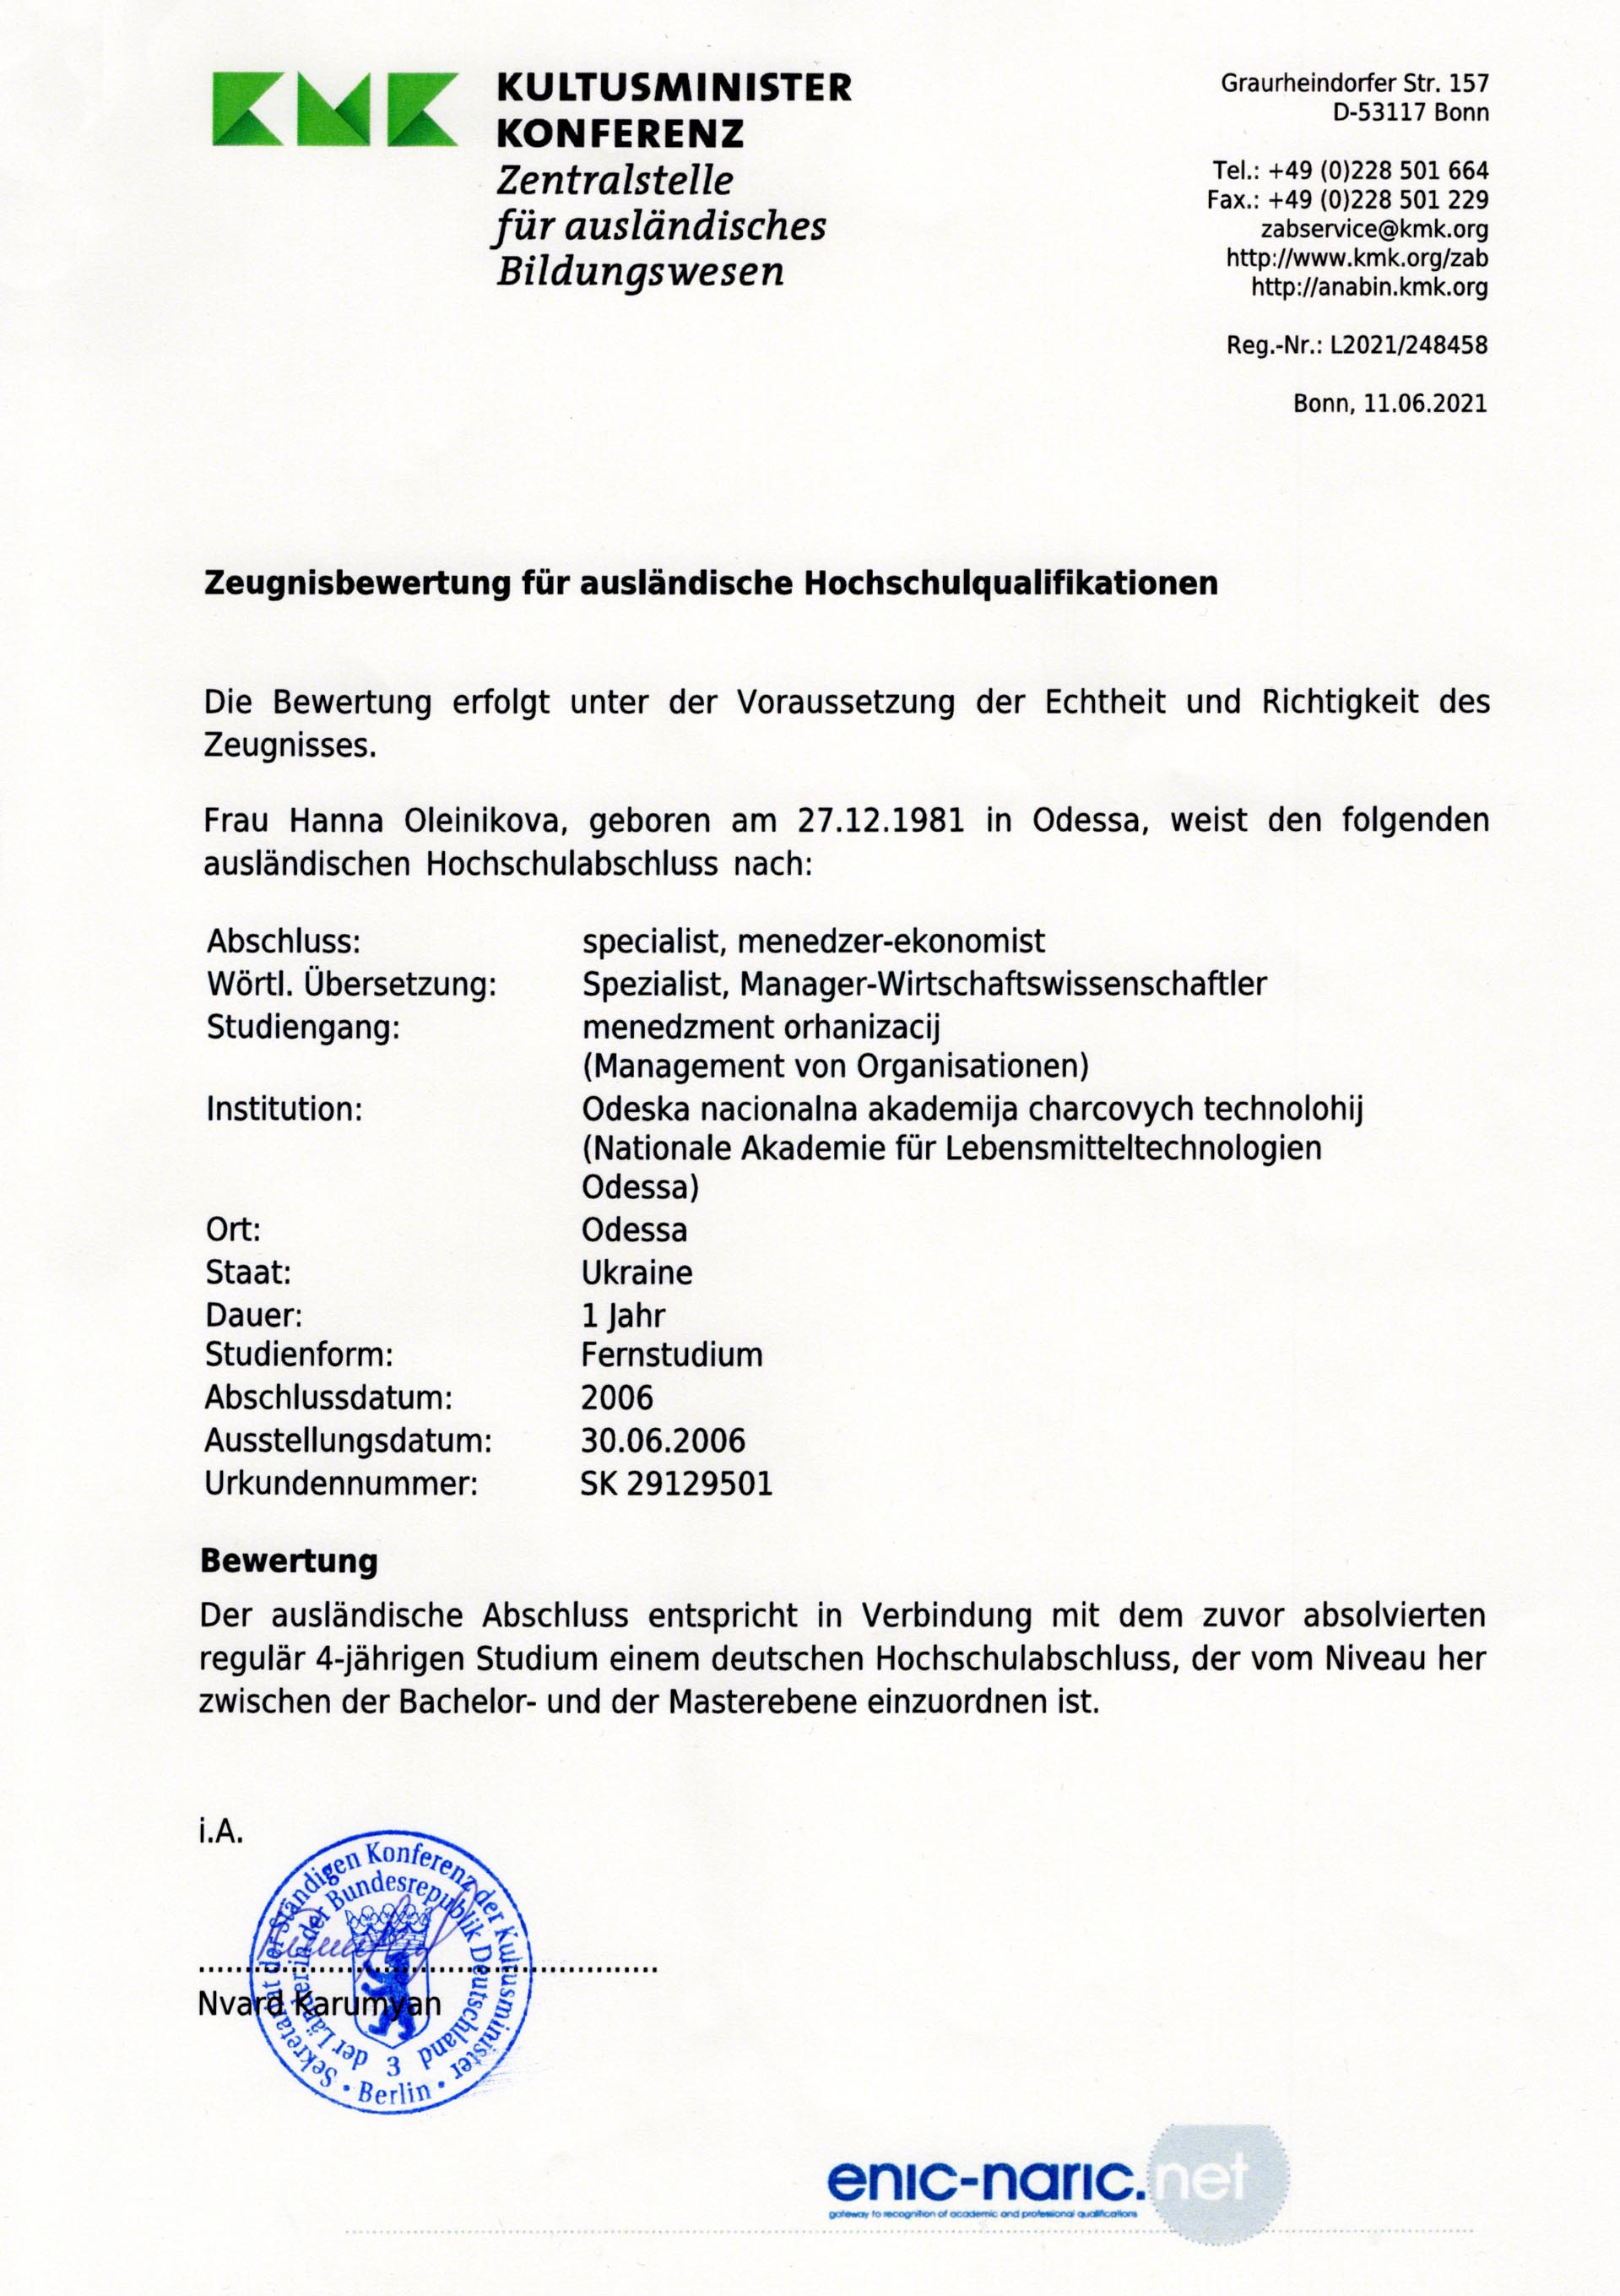 KMK KULTUSMINISTER
KONFERENZ
Zentralstelle
für ausländisches
Bildungswesen
Graurheindorfer Str. 157
D-53117 Bonn
Tel.: +49 (0)228 501 664
Fax.: +49 (0)228 501 229
zabservice@kmk.org
http://www.kmk.org/zab
http://anabin.kmk.org
Reg.-Nr.: L2021/248458
Bonn, 11.06.2021
Zeugnisbewertung für ausländische Hochschulqualifikationen
Die Bewertung erfolgt unter der Voraussetzung der Echtheit und Richtigkeit des
Zeugnisses.
Frau Hanna Oleinikova, geboren am 27.12.1981 in Odessa, weist den folgenden
ausländischen Hochschulabschluss nach:
Abschluss: specialist, menedzer-ekonomist
Wörtl. Übersetzung: Spezialist, Manager-Wirtschaftswissenschaftler
Studiengang: menedzment orhanizacij
(Management von Organisationen)
Institution: Odeska nacionalna akademija charcovych technolohij
(Nationale Akademie für Lebensmitteltechnologien
Odessa)
Ort: Odessa
Staat: Ukraine
Dauer: 1 Jahr
Studienform: Fernstudium
Abschlussdatum: 2006
Ausstellungsdatum: 30.06.2006
Urkundennummer: SK 29129501
Bewertung
Der ausländische Abschluss entspricht in Verbindung mit dem zuvor absolvierten
regulär 4-jährigen Studium einem deutschen Hochschulabschluss, der vom Niveau her
zwischen der Bachelor- und der Masterebene einzuordnen ist.
i.A.
Sekretariat der Ständigen Konferenz der Kultusminister
der Länder in der Bundesrepublik Deutschland
3
• Berlin •
Nvard Karumyan
enic-naric.net
gateway to recognition of academic and professional qualifications